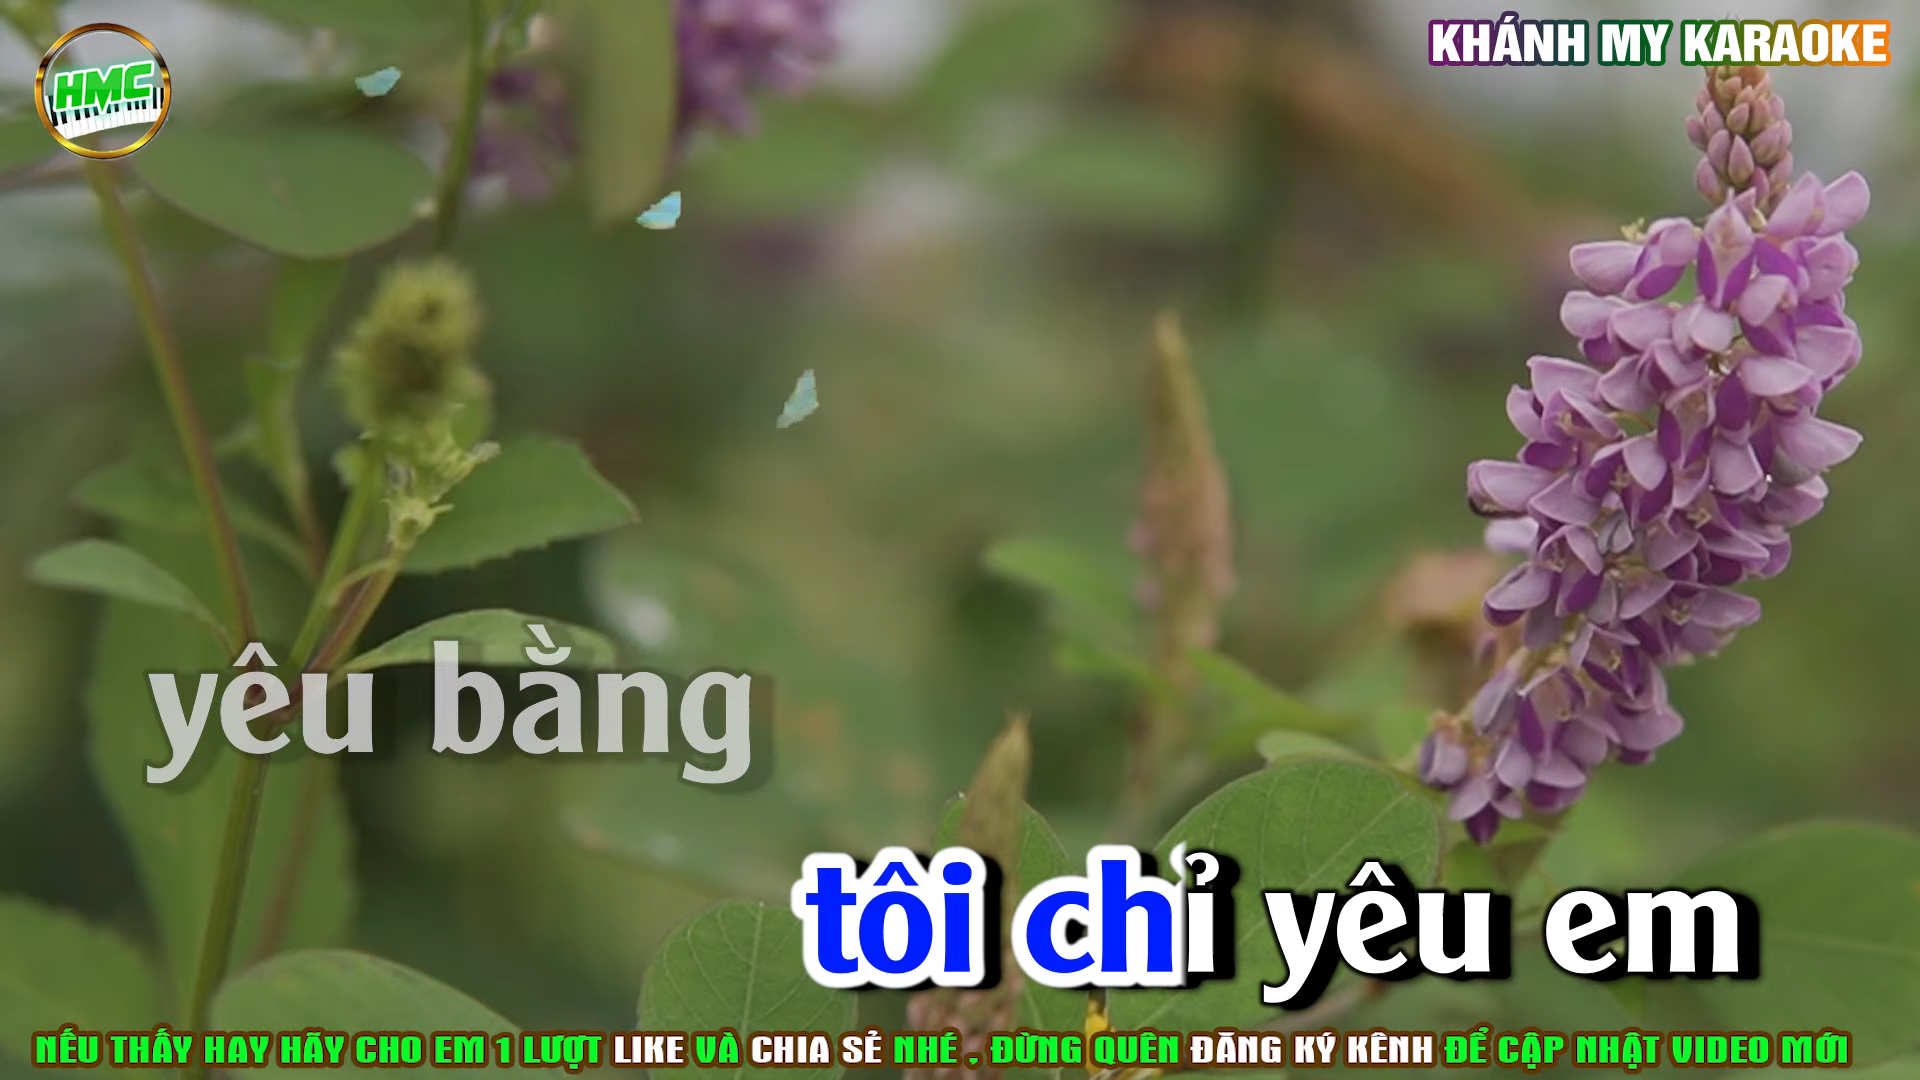 HMC
KHÁNH MY KARAOKE
yêu bằng
tôi chỉ yêu em
NẾU THẤY HAY HÃY CHO EM 1 LƯỢT LIKE VÀ CHIA SẺ NHÉ , ĐỪNG QUÊN ĐĂNG KÝ KÊNH ĐỂ CẬP NHẬT VIDEO MỚI